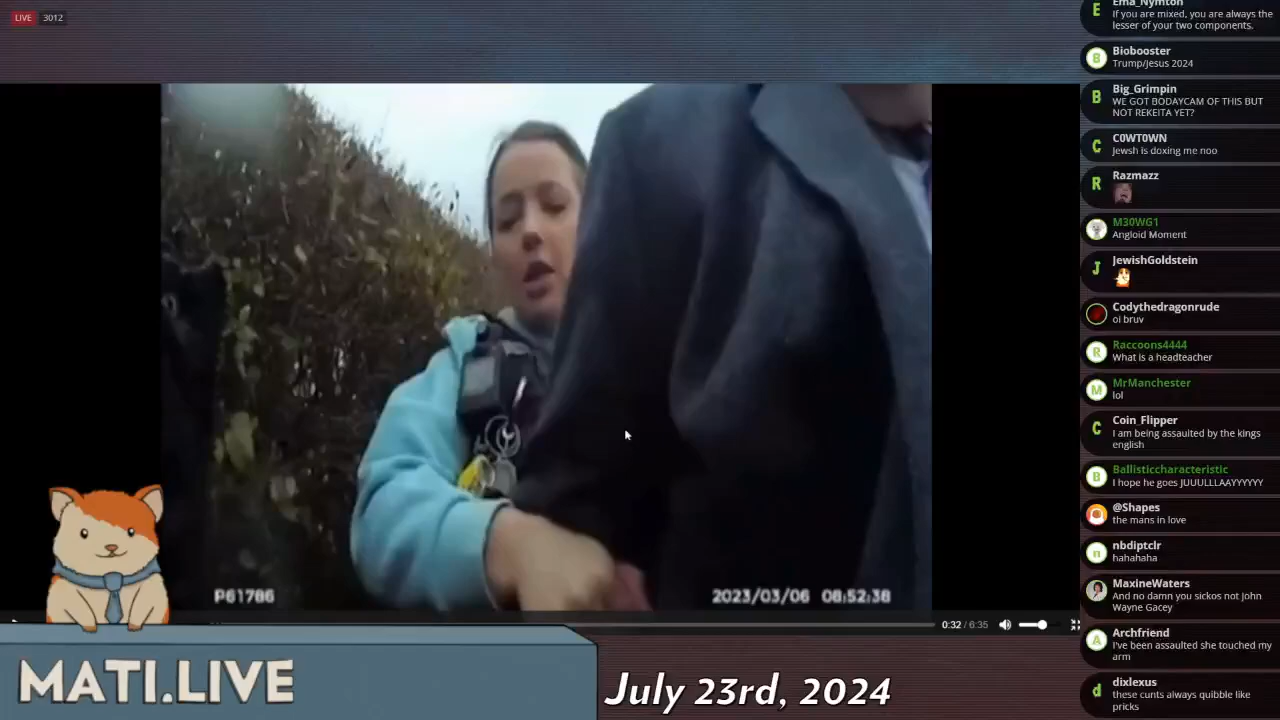 LIVE 3012
P61786
2023/03/06 08:52:38
0:32 / 6:35
MATI.LIVE
July 23rd, 2024
Ema_Nymton
If you are mixed, you are always the
lesser of your two components.
B
Biobooster
Trump/Jesus 2024
B
Big_Grimpin
WE GOT BODAYCAM OF THIS BUT
NOT REKEITA YET?
C
C0WT0WN
Jewsh is doxing me noo
R
Razmazz
M30WG1
Angloid Moment
J
JewishGoldstein
Codythedragonrude
oi bruv
R
Raccoons4444
What is a headteacher
M
MrManchester
lol
C
Coin_Flipper
I am being assaulted by the kings
english
B
Ballisticcharacteristic
I hope he goes JUUULLLAAYYYYYY
@Shapes
the mans in love
n
nbdiptclr
hahahaha
MaxineWaters
And no damn you sickos not John
Wayne Gacey
A
Archfriend
I've been assaulted she touched my
arm
d
dixlexus
these cunts always quibble like
pricks